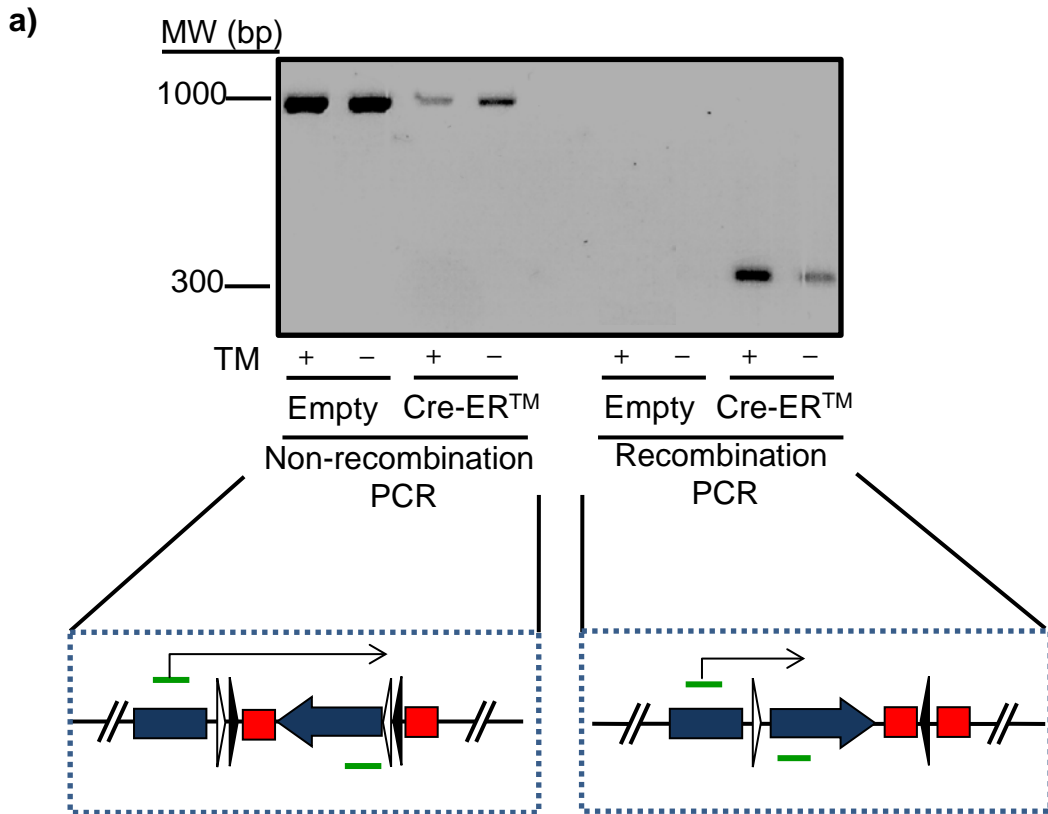 a)
MW (bp)
1000
300
TM + – + – + – + –
Empty Cre-ERTM Empty Cre-ERTM
Non-recombination PCR
Recombination PCR